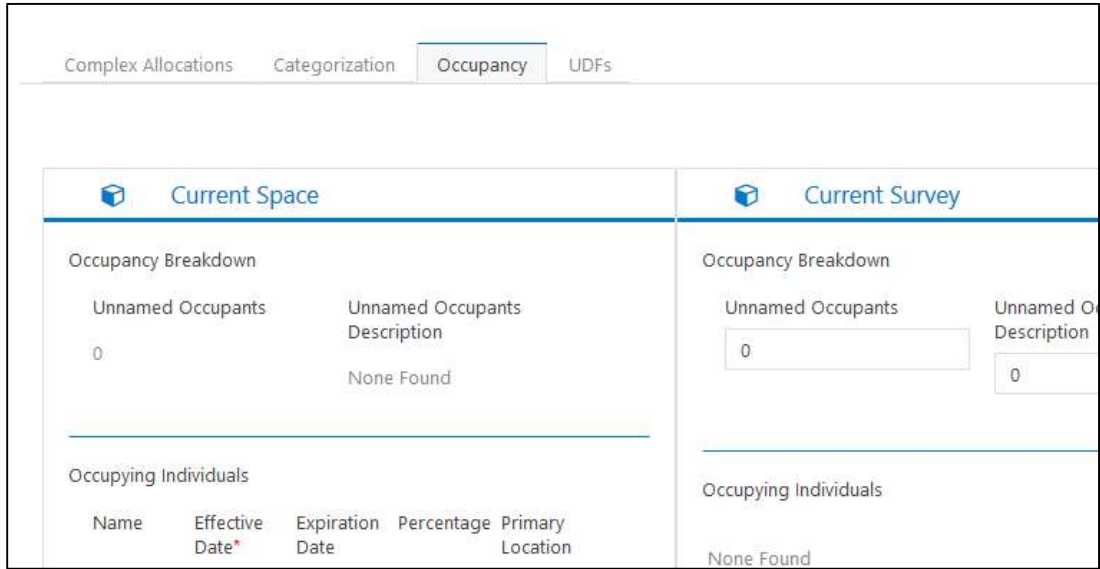 Complex Allocations Categorization Occupancy UDFs
Current Space
Occupancy Breakdown
Unnamed Occupants
Unnamed Occupants
Description
0
None Found
Occupying Individuals
Name
Effective
Date*
Expiration
Date
Percentage
Primary
Location
Current Survey
Occupancy Breakdown
Unnamed Occupants
0
Unnamed
Description
0
Occupying Individuals
None Found